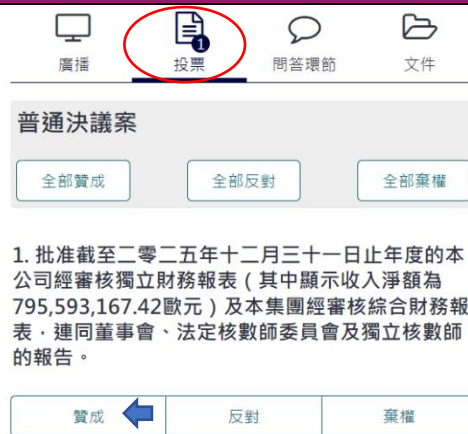 廣播 投票 1 問答環節 文件
普通決議案
全部贊成 全部反對 全部棄權
1. 批准截至二零二五年十二月三十一日止年度的本
公司經審核獨立財務報表（其中顯示收入淨額為
795,593,167.42歐元）及本集團經審核綜合財務報
表，連同董事會、法定核數師委員會及獨立核數師
的報告。
贊成 反對 棄權